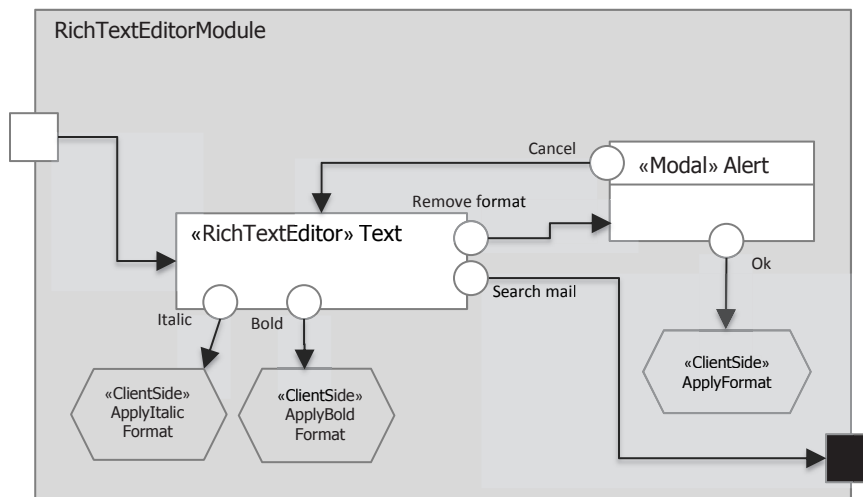 RichTextEditorModule
Cancel
«Modal» Alert
Remove format
«RichTextEditor» Text
Ok
Search mail
Italic
Bold
«ClientSide»
ApplyFormat
«ClientSide»
ApplyItalic
Format
«ClientSide»
ApplyBold
Format